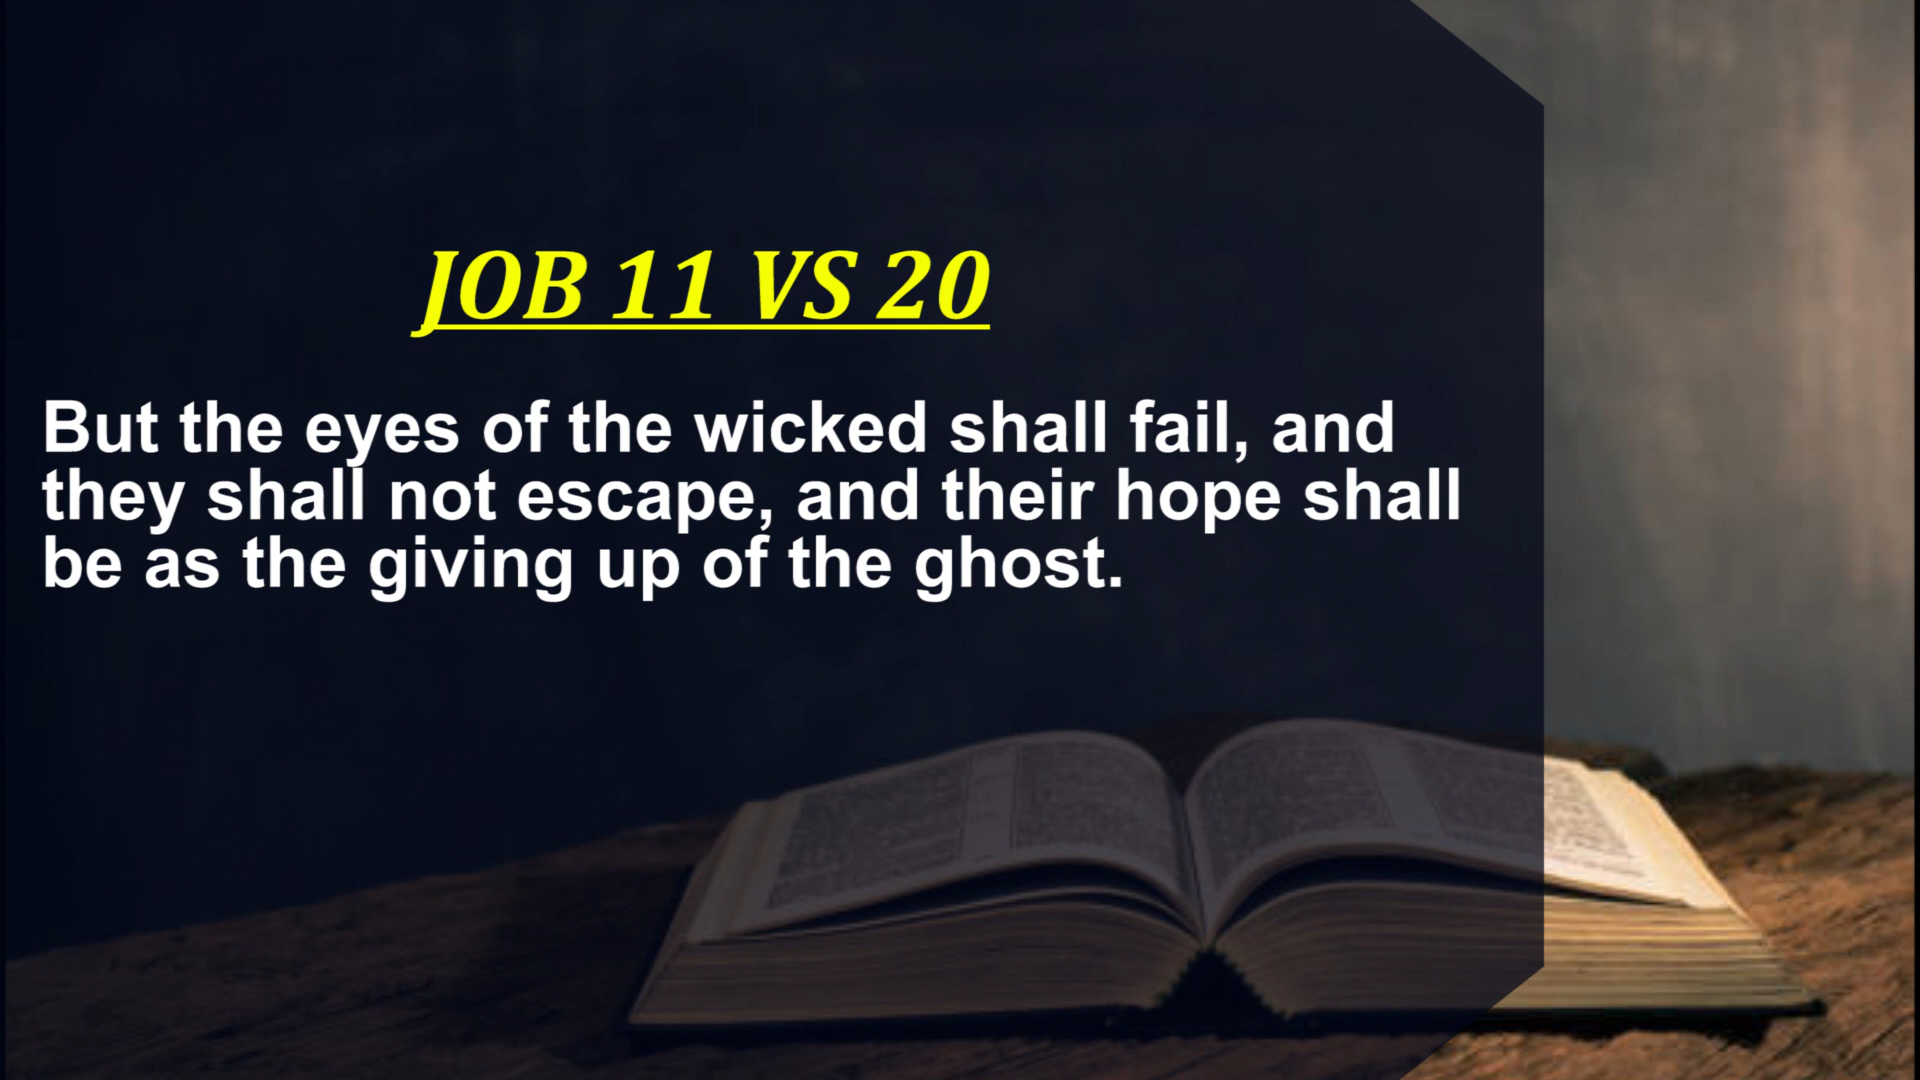 JOB 11 VS 20
But the eyes of the wicked shall fail, and
they shall not escape, and their hope shall
be as the giving up of the ghost.